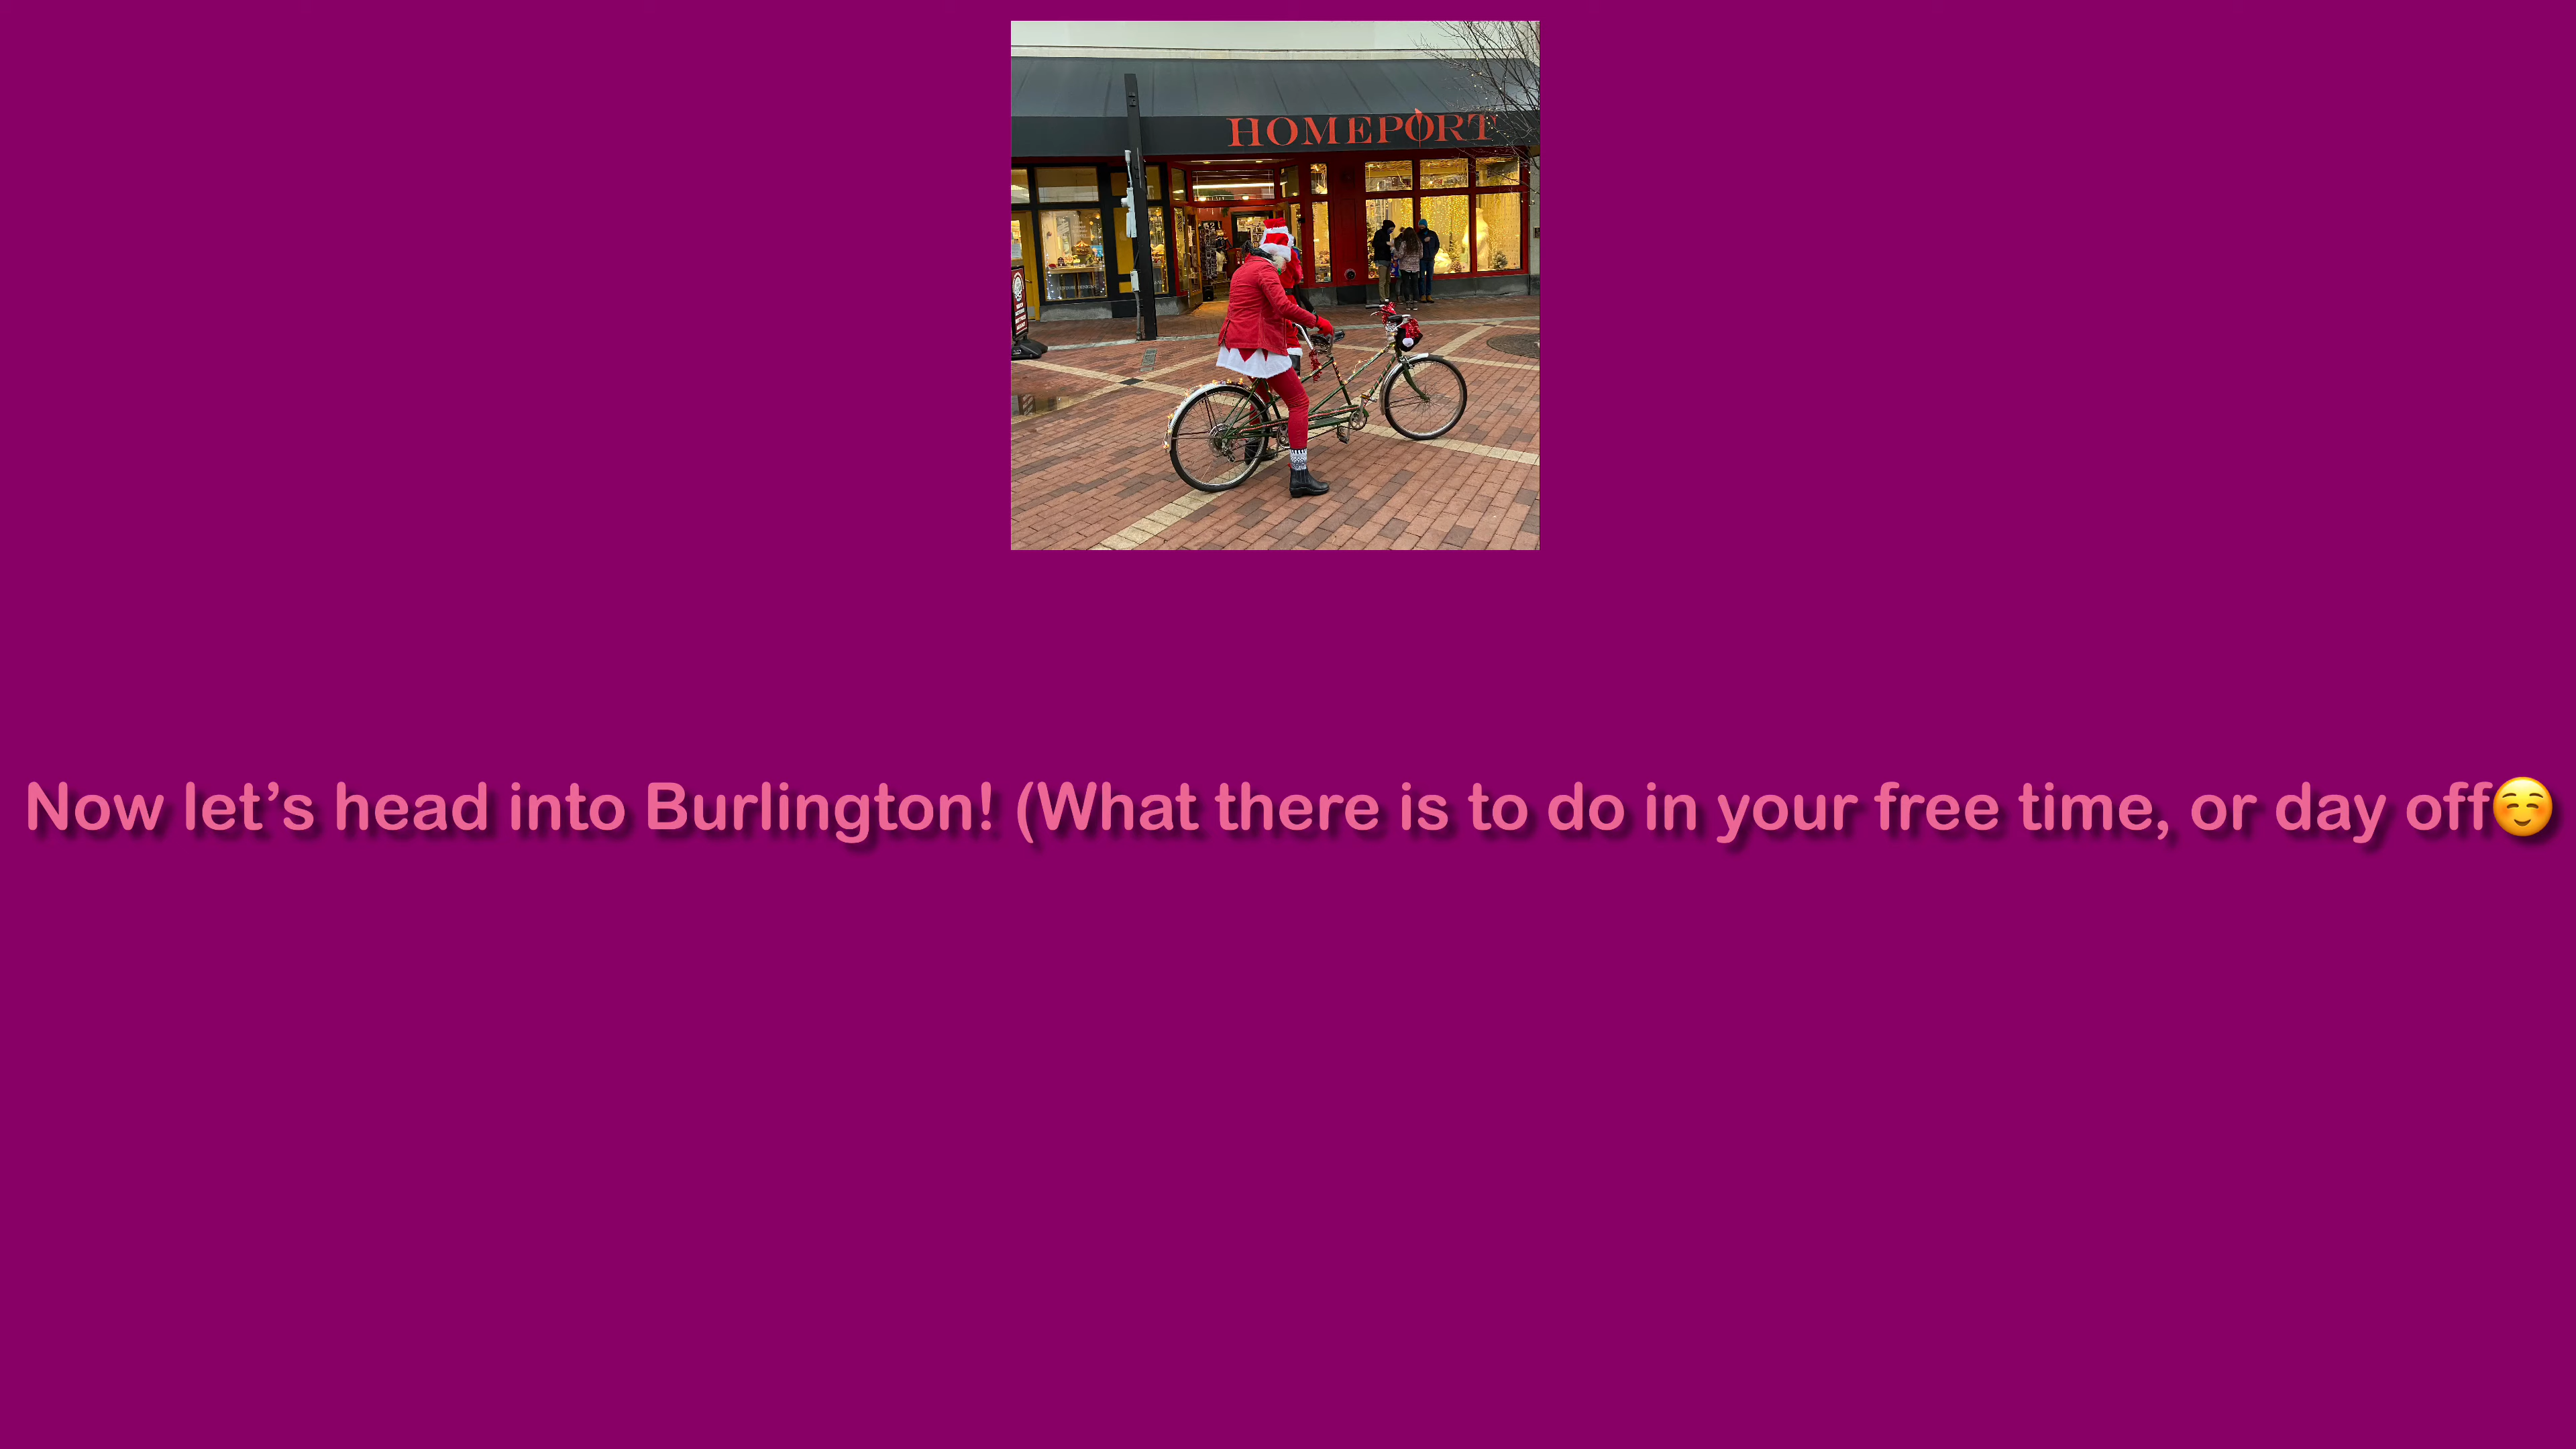 HOMEPORT
Now let’s head into Burlington! (What there is to do in your free time, or day off☺️